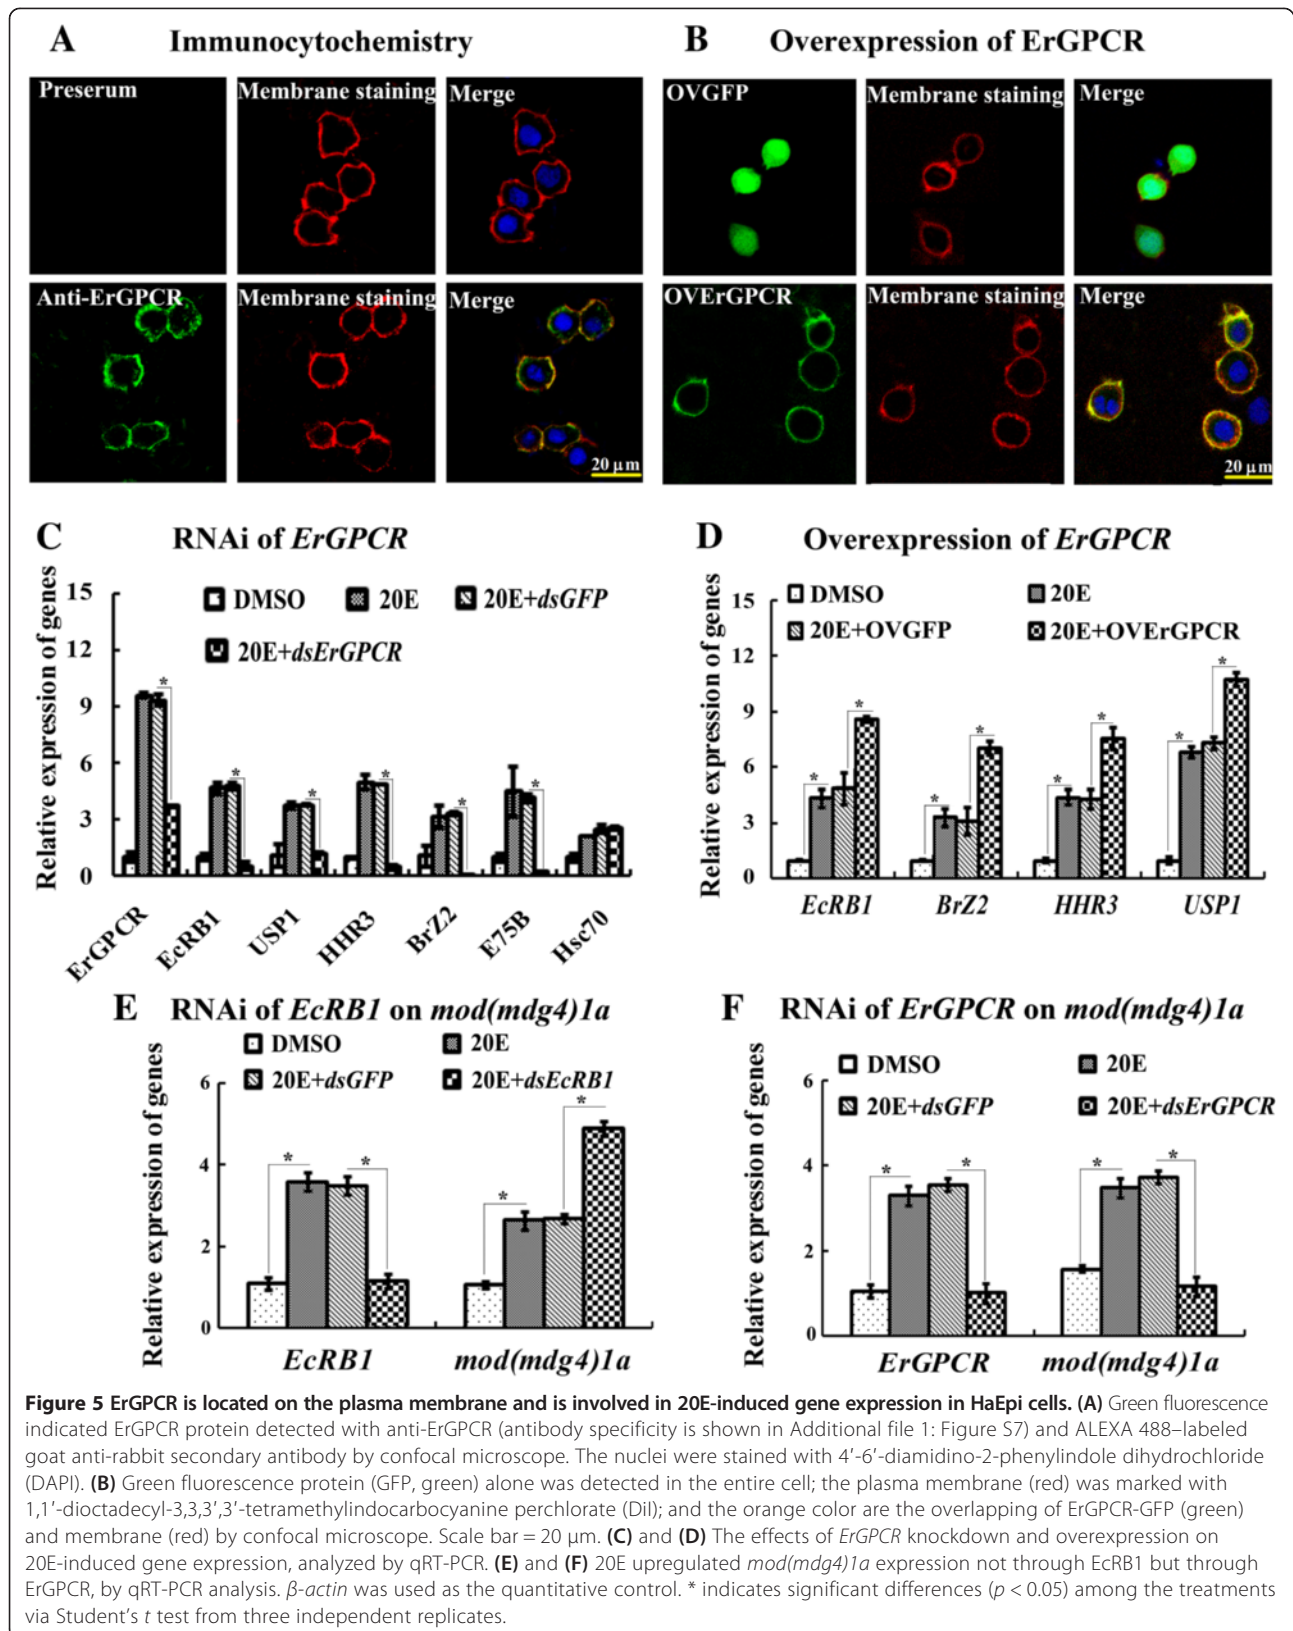 A Immunocytochemistry
Preserum
Membrane staining
Merge
Anti-ErGPCR
Membrane staining
Merge
20 μm
B Overexpression of ErGPCR
OVGFP
Membrane staining
Merge
OVErGPCR
Membrane staining
Merge
20 μm
C RNAi of ErGPCR
DMSO 20E 20E+dsGFP
20E+dsErGPCR
Relative expression of genes
15
12
9
6
3
0
* * * * * *
ErGPCR EcRB1 USP1 HHR3 BrZ2 E75B Hsc70
D Overexpression of ErGPCR
DMSO 20E
20E+OVGFP 20E+OVErGPCR
Relative expression of genes
15
12
9
6
3
0
* * * * * * * *
EcRB1 BrZ2 HHR3 USP1
E RNAi of EcRB1 on mod(mdg4)1a
DMSO 20E
20E+dsGFP 20E+dsEcRB1
Relative expression of genes
6
4
2
0
* * * *
EcRB1 mod(mdg4)1a
F RNAi of ErGPCR on mod(mdg4)1a
DMSO 20E
20E+dsGFP 20E+dsErGPCR
Relative expression of genes
6
4
2
0
* * * *
ErGPCR mod(mdg4)1a
Figure 5 ErGPCR is located on the plasma membrane and is involved in 20E-induced gene expression in HaEpi cells. (A) Green fluorescence
indicated ErGPCR protein detected with anti-ErGPCR (antibody specificity is shown in Additional file 1: Figure S7) and ALEXA 488–labeled
goat anti-rabbit secondary antibody by confocal microscope. The nuclei were stained with 4′-6′-diamidino-2-phenylindole dihydrochloride
(DAPI). (B) Green fluorescence protein (GFP, green) alone was detected in the entire cell; the plasma membrane (red) was marked with
1,1′-dioctadecyl-3,3,3′,3′-tetramethylindocarbocyanine perchlorate (DiI); and the orange color are the overlapping of ErGPCR-GFP (green)
and membrane (red) by confocal microscope. Scale bar = 20 μm. (C) and (D) The effects of ErGPCR knockdown and overexpression on
20E-induced gene expression, analyzed by qRT-PCR. (E) and (F) 20E upregulated mod(mdg4)1a expression not through EcRB1 but through
ErGPCR, by qRT-PCR analysis. β-actin was used as the quantitative control. * indicates significant differences (p < 0.05) among the treatments
via Student's t test from three independent replicates.